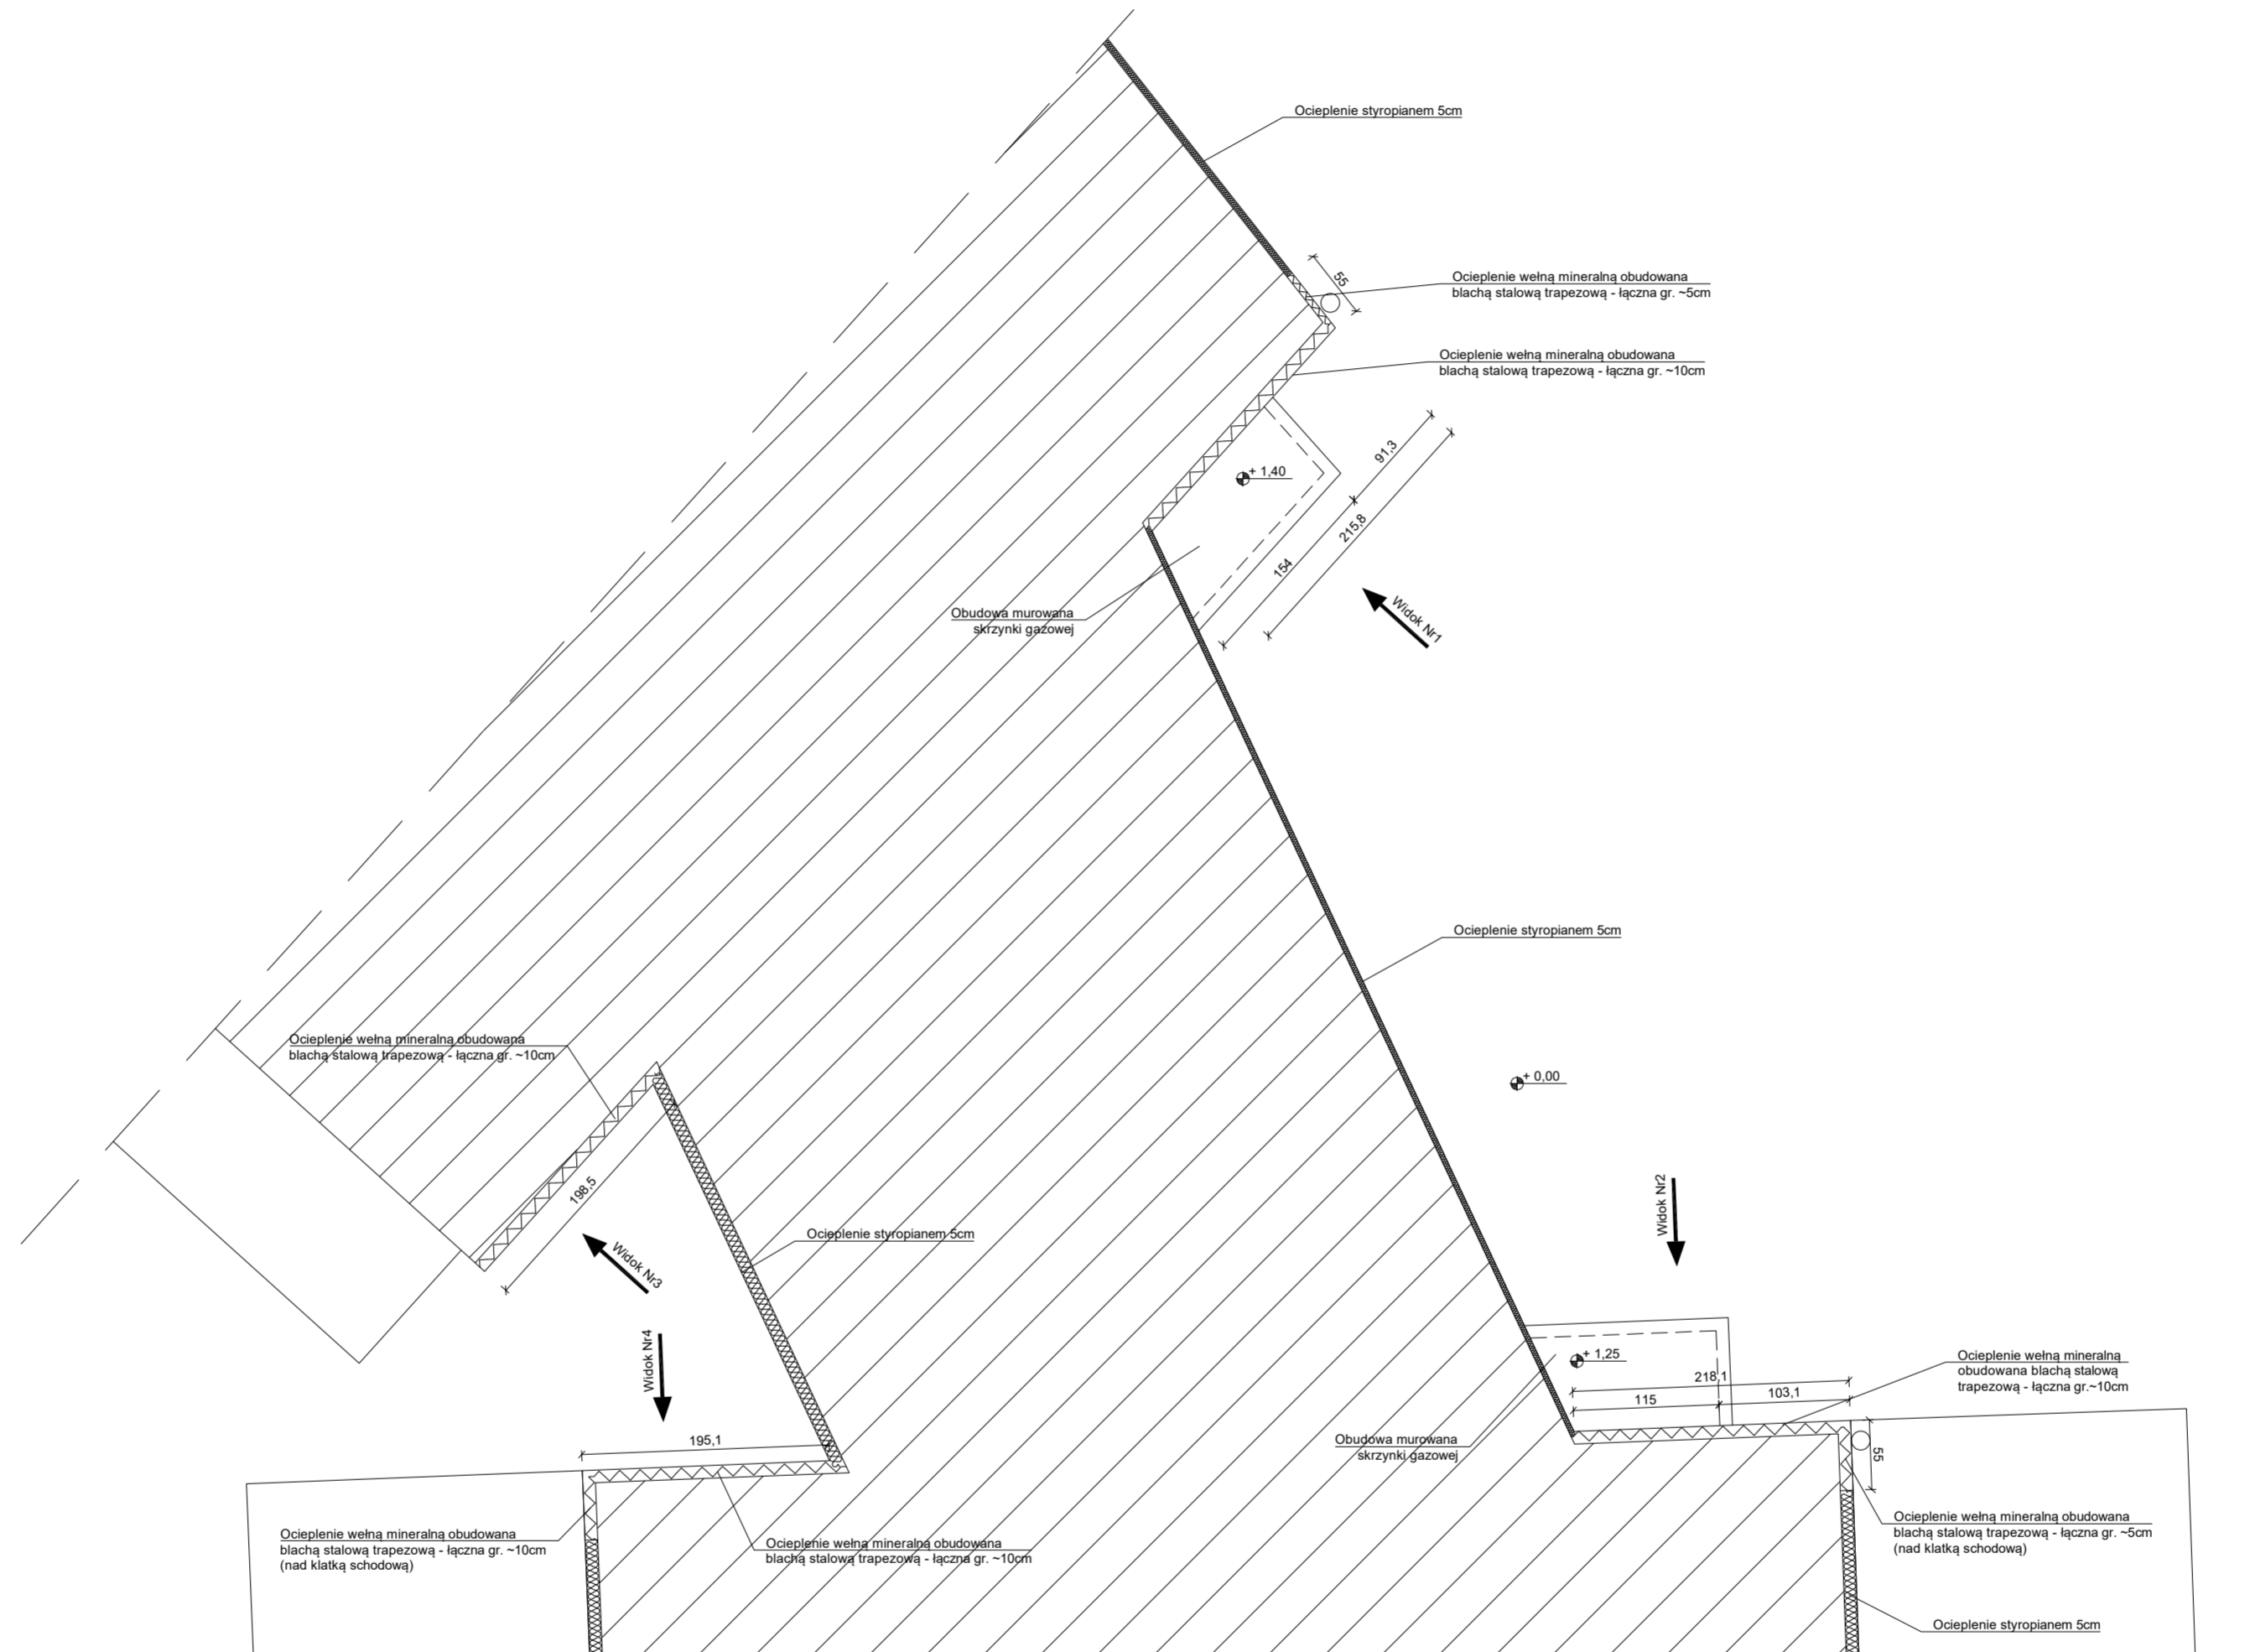 Ocieplenie styropianem 5cm
55
Ocieplenie wełną mineralną obudowana
blachą stalową trapezową - łączna gr. ~5cm
Ocieplenie wełną mineralną obudowana
blachą stalową trapezową - łączna gr. ~10cm
91,3
+ 1,40
215,8
154
Widok Nr1
Obudowa murowana
skrzynki gazowej
Ocieplenie styropianem 5cm
Ocieplenie wełną mineralną obudowana
blachą stalową trapezową - łączna gr. ~10cm
+ 0,00
198,5
Widok Nr2
Ocieplenie styropianem 5cm
Widok Nr3
Widok Nr4
+ 1,25
Ocieplenie wełną mineralną
obudowana blachą stalową
trapezową - łączna gr.~10cm
218,1
115
103,1
195,1
Obudowa murowana
skrzynki gazowej
55
Ocieplenie wełną mineralną obudowana
blachą stalową trapezową - łączna gr. ~5cm
(nad klatką schodową)
Ocieplenie wełną mineralną obudowana
blachą stalową trapezową - łączna gr. ~10cm
(nad klatką schodową)
Ocieplenie wełną mineralną obudowana
blachą stalową trapezową - łączna gr. ~10cm
Ocieplenie styropianem 5cm